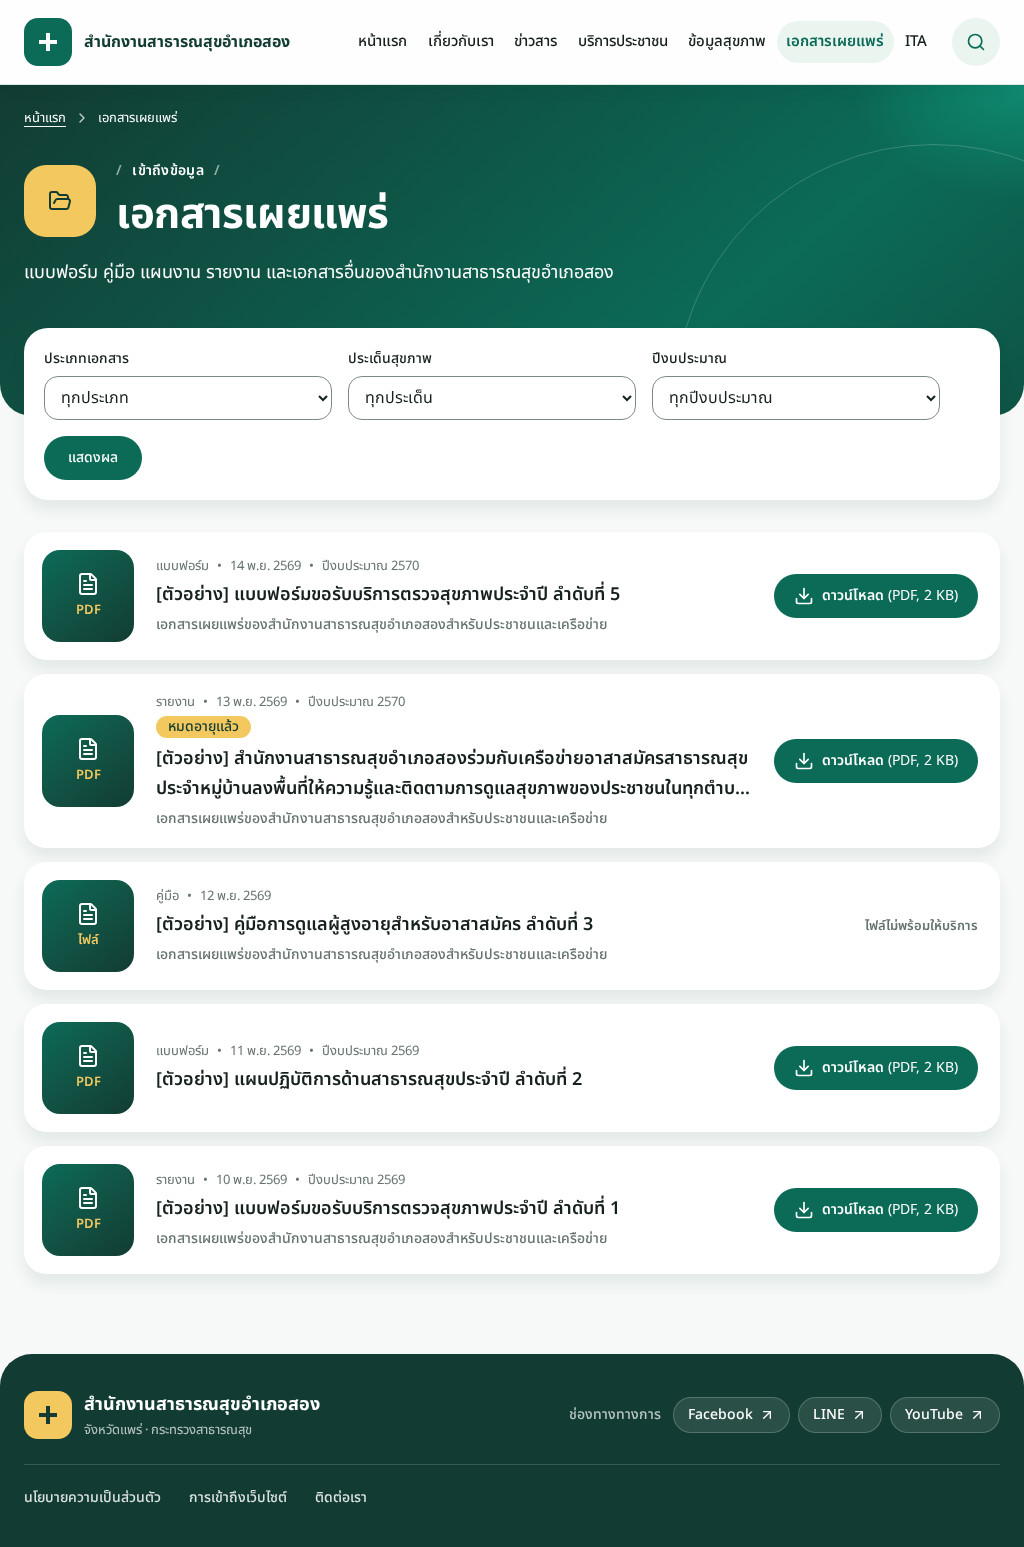 สำนักงานสาธารณสุขอำเภอสอง
หน้าแรก เกี่ยวกับเรา ข่าวสาร บริการประชาชน ข้อมูลสุขภาพ เอกสารเผยแพร่ ITA
หน้าแรก เอกสารเผยแพร่
/ เข้าถึงข้อมูล /
เอกสารเผยแพร่
แบบฟอร์ม คู่มือ แผนงาน รายงาน และเอกสารอื่นของสำนักงานสาธารณสุขอำเภอสอง
ประเภทเอกสาร ประเด็นสุขภาพ ปีงบประมาณ
ทุกประเภท ทุกประเด็น ทุกปีงบประมาณ
แสดงผล
แบบฟอร์ม • 14 พ.ย. 2569 • ปีงบประมาณ 2570
[ตัวอย่าง] แบบฟอร์มขอรับบริการตรวจสุขภาพประจำปี ลำดับที่ 5
เอกสารเผยแพร่ของสำนักงานสาธารณสุขอำเภอสองสำหรับประชาชนและเครือข่าย
PDF
ดาวน์โหลด (PDF, 2 KB)
รายงาน • 13 พ.ย. 2569 • ปีงบประมาณ 2570
หมดอายุแล้ว
[ตัวอย่าง] สำนักงานสาธารณสุขอำเภอสองร่วมกับเครือข่ายอาสาสมัครสาธารณสุข
ประจำหมู่บ้านลงพื้นที่ให้ความรู้และติดตามการดูแลสุขภาพของประชาชนในทุกตำบ...
เอกสารเผยแพร่ของสำนักงานสาธารณสุขอำเภอสองสำหรับประชาชนและเครือข่าย
PDF
ดาวน์โหลด (PDF, 2 KB)
คู่มือ • 12 พ.ย. 2569
[ตัวอย่าง] คู่มือการดูแลผู้สูงอายุสำหรับอาสาสมัคร ลำดับที่ 3
เอกสารเผยแพร่ของสำนักงานสาธารณสุขอำเภอสองสำหรับประชาชนและเครือข่าย
ไฟล์
ไฟล์ไม่พร้อมให้บริการ
แบบฟอร์ม • 11 พ.ย. 2569 • ปีงบประมาณ 2569
[ตัวอย่าง] แผนปฏิบัติการด้านสาธารณสุขประจำปี ลำดับที่ 2
PDF
ดาวน์โหลด (PDF, 2 KB)
รายงาน • 10 พ.ย. 2569 • ปีงบประมาณ 2569
[ตัวอย่าง] แบบฟอร์มขอรับบริการตรวจสุขภาพประจำปี ลำดับที่ 1
เอกสารเผยแพร่ของสำนักงานสาธารณสุขอำเภอสองสำหรับประชาชนและเครือข่าย
PDF
ดาวน์โหลด (PDF, 2 KB)
สำนักงานสาธารณสุขอำเภอสอง
จังหวัดแพร่ · กระทรวงสาธารณสุข
ช่องทางทางการ Facebook LINE YouTube
นโยบายความเป็นส่วนตัว การเข้าถึงเว็บไซต์ ติดต่อเรา